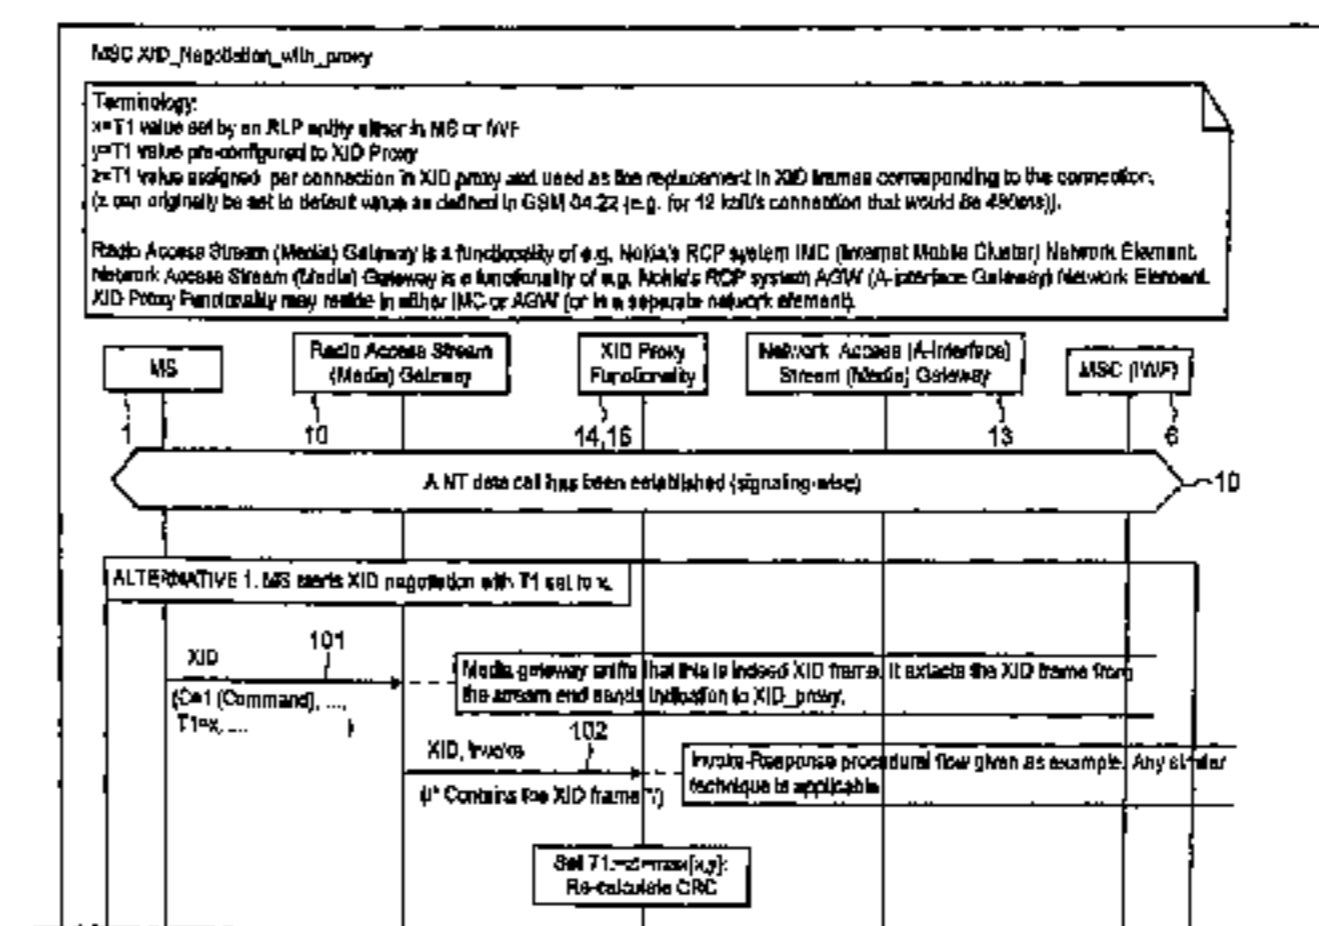 MSC XID_Negotiation_with_proxy
Terminology:
x=T1 value set by an RLP entity either in MS or IWF
y=T1 value pre-configured to XID Proxy
z=T1 value assigned per connection in XID proxy and used as the replacement in XID frames corresponding to the connection.
(z can originally be set to default value as defined in GSM 04.22 (e.g. for 12 kbit/s connection that would be 480ms)).
Radio Access Stream (Media) Gateway is a functionality of e.g. Nokia's RCP system IMC (Internet Mobile Cluster) Network Element.
Network Access Stream (Media) Gateway is a functionality of e.g. Nokia's RCP system AGW (A-interface Gateway) Network Element.
XID Proxy Functionality may reside in either IMC or AGW (or in a separate network element).
MS
Radio Access Stream
(Media) Gateway
XID Proxy
Functionality
Network Access (A-Interface)
Stream (Media) Gateway
MSC (IWF)
1
10
14,16
13
6
A NT data call has been established (signaling-wise)
10
ALTERNATIVE 1. MS starts XID negotiation with T1 set to x.
XID
101
(C=1 (Command), ...,
T1=x, ... )
Media gateway sniffs that this is indeed XID frame. It extacts the XID frame from
the stream and sends indication to XID_proxy.
XID, Invoke
102
(/* Contains the XID frame */)
Invoke-Response procedural flow given as example. Any similar
technique is applicable
Set T1:=z=max[x,y];
Re-calculate CRC